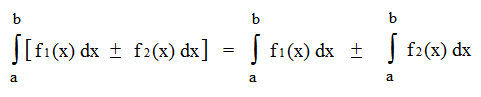 b b b
∫ [ f₁(x) dx ± f₂(x) dx ] = ∫ f₁(x) dx ± ∫ f₂(x) dx
a a a